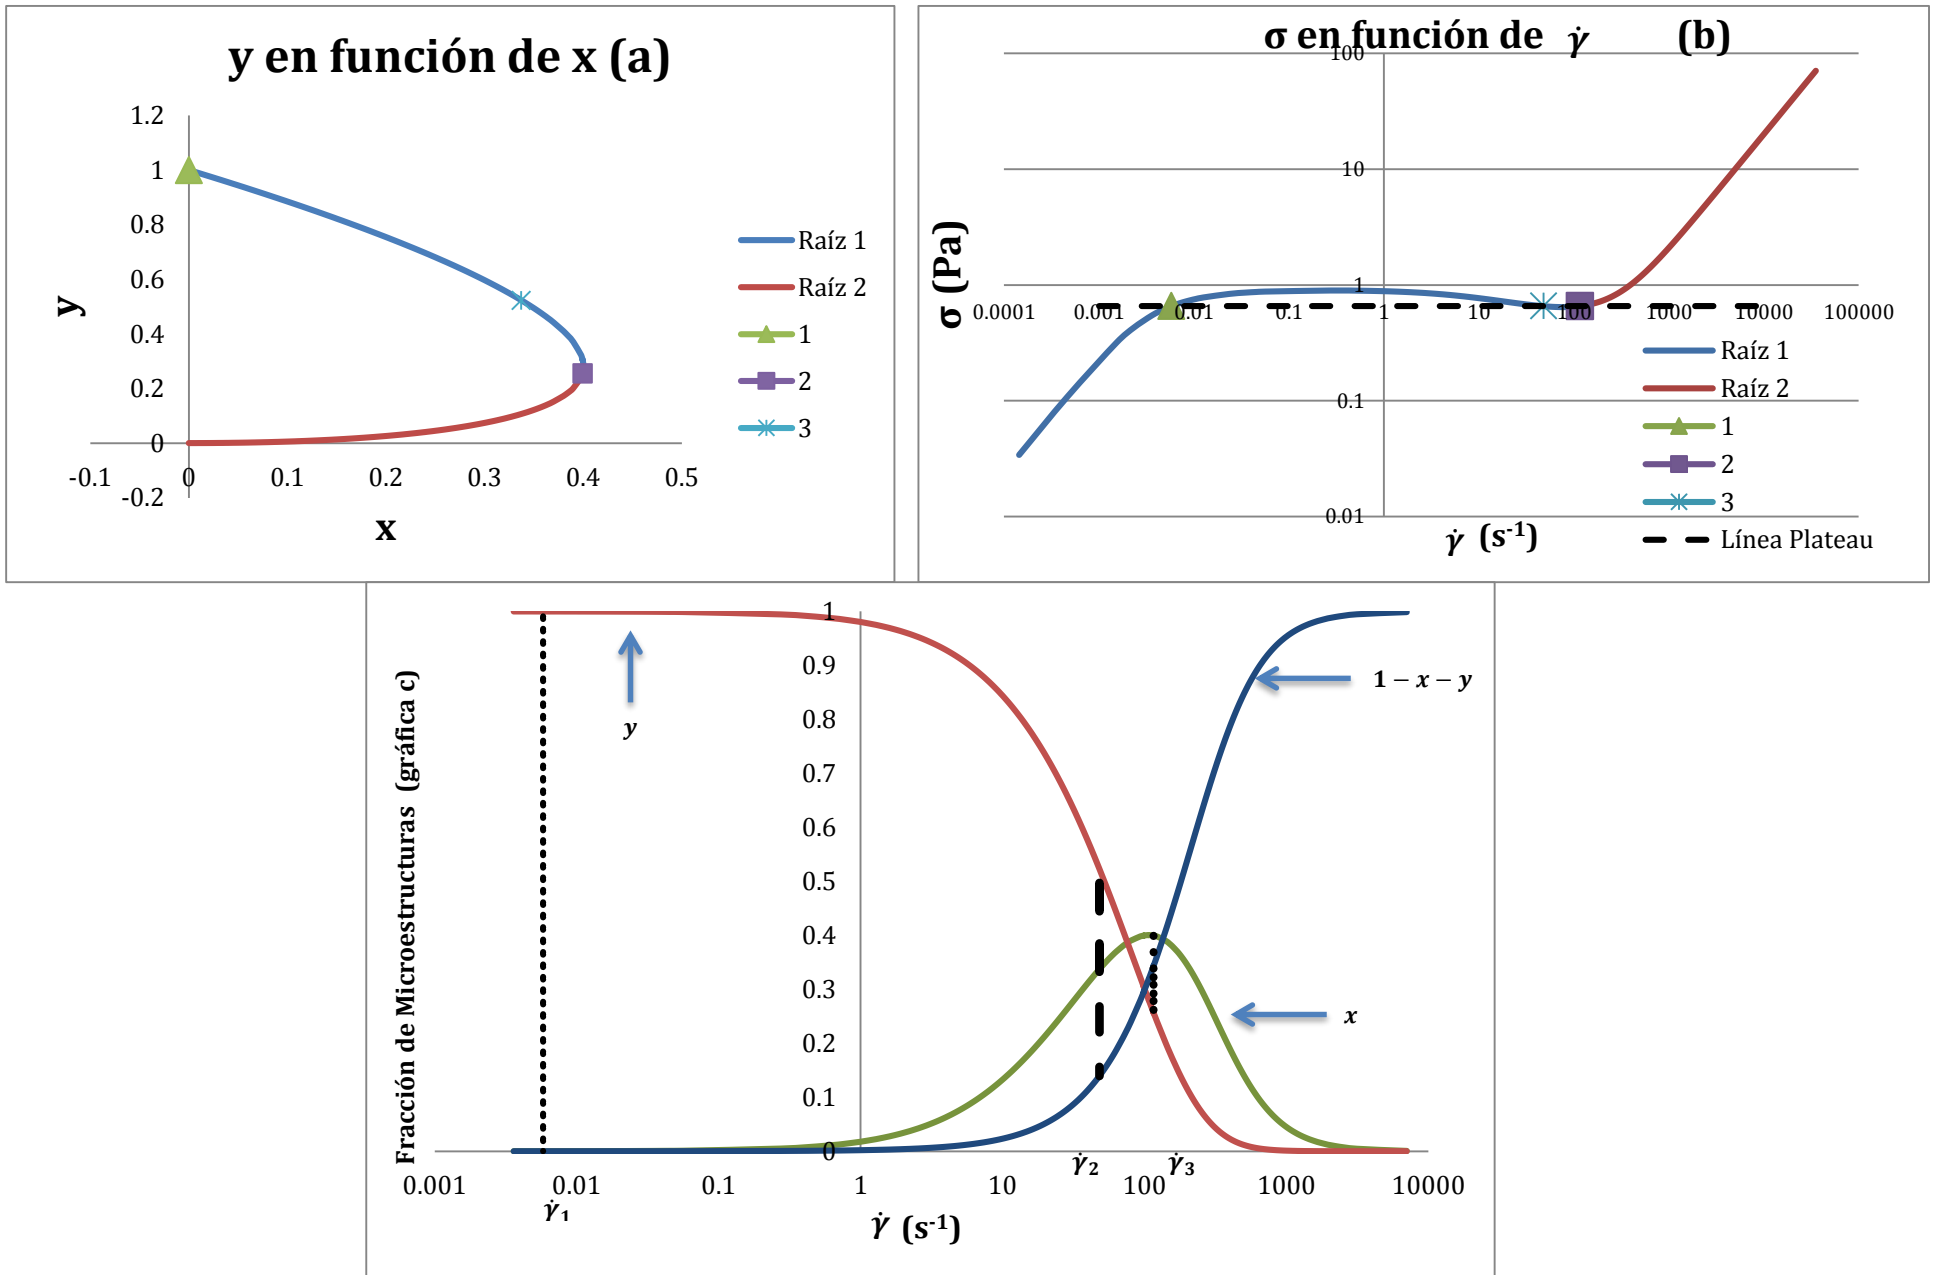 y en función de x (a)
1.2
1
0.8
0.6
0.4
0.2
0
-0.2
-0.1 0 0.1 0.2 0.3 0.4 0.5
y
x
Raíz 1
Raíz 2
1
2
3
σ en función de γ̇ (b)
100
10
1
0.1
0.01
0.0001 0.001 0.01 0.1 1 10 100 1000 10000 100000
σ (Pa)
γ̇ (s-1)
Raíz 1
Raíz 2
1
2
3
Línea Plateau
Fracción de Microestructuras (gráfica c)
1
0.9
0.8
0.7
0.6
0.5
0.4
0.3
0.2
0.1
0
y
1 − x − y
x
γ̇2 γ̇3
0.001 0.01 0.1 1 10 100 1000 10000
γ̇1
γ̇ (s-1)